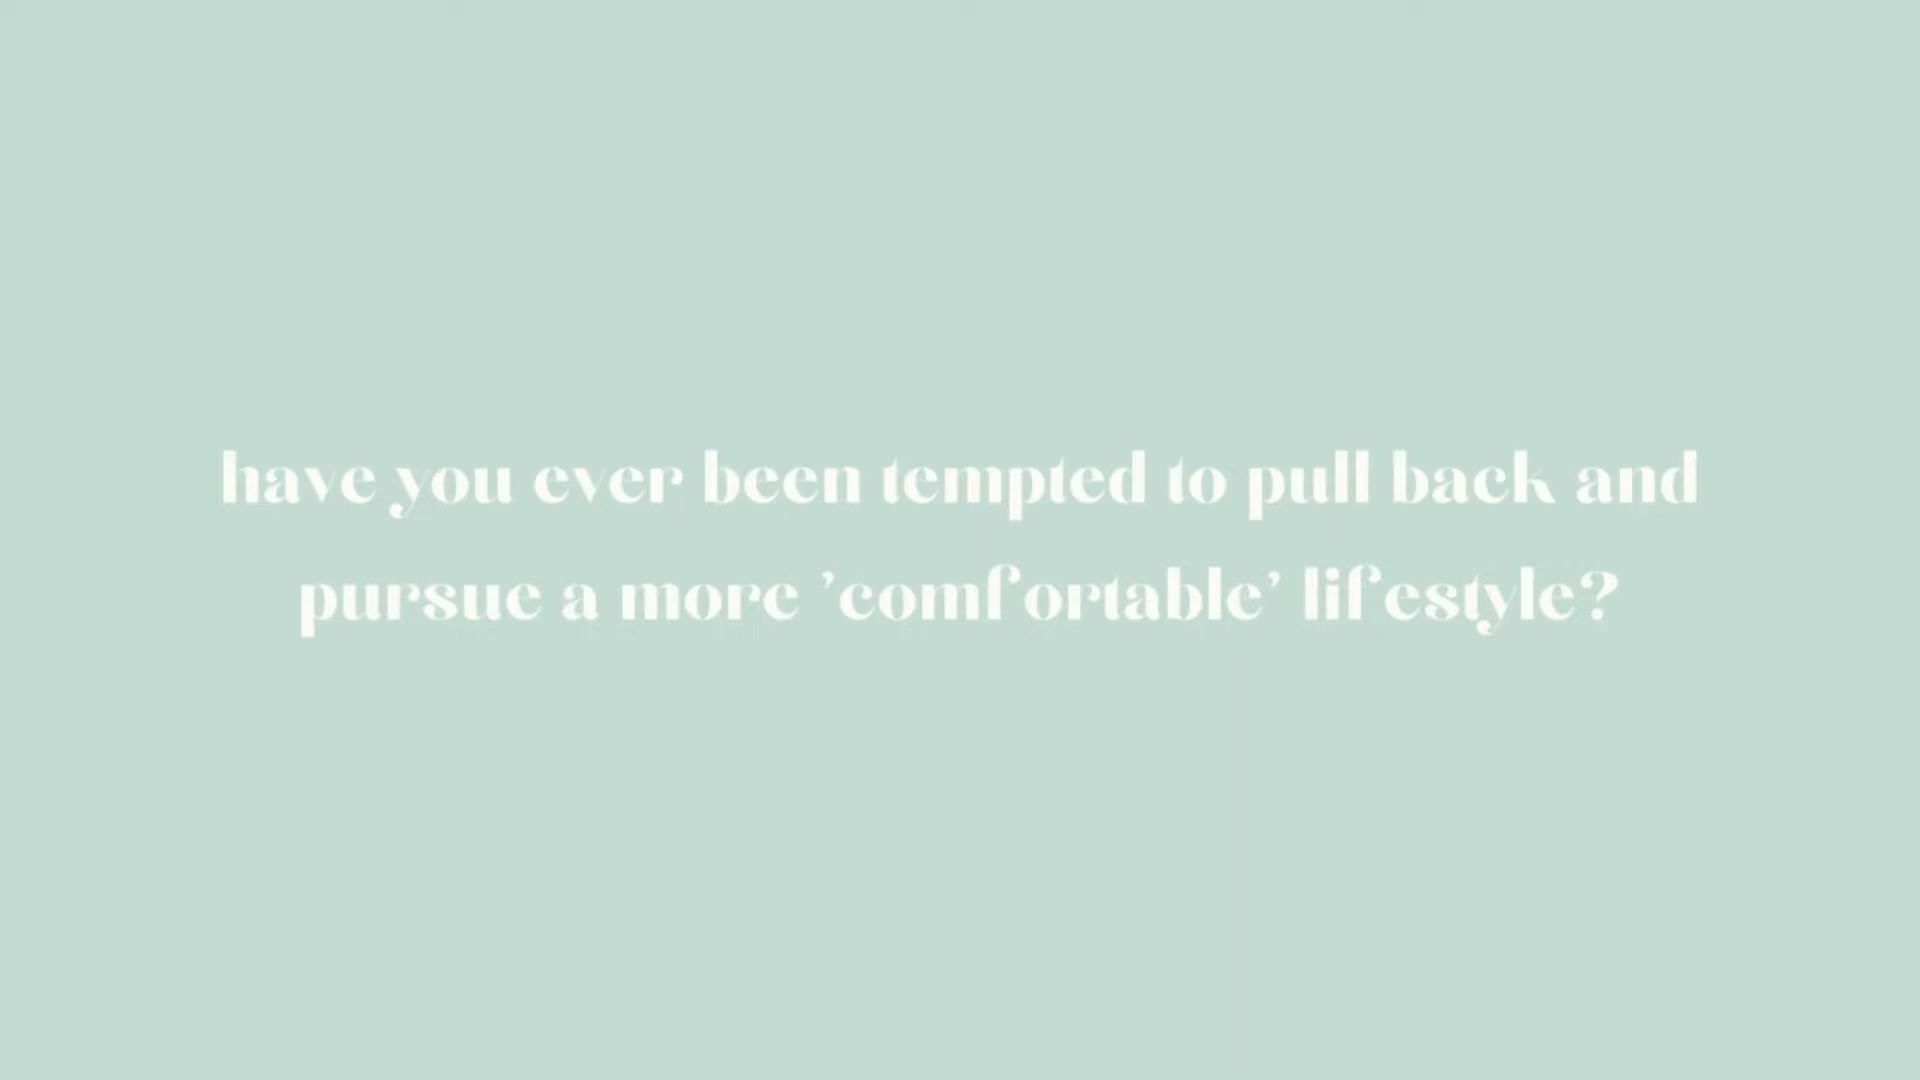 have you ever been tempted to pull back and
pursue a more 'comfortable' lifestyle?